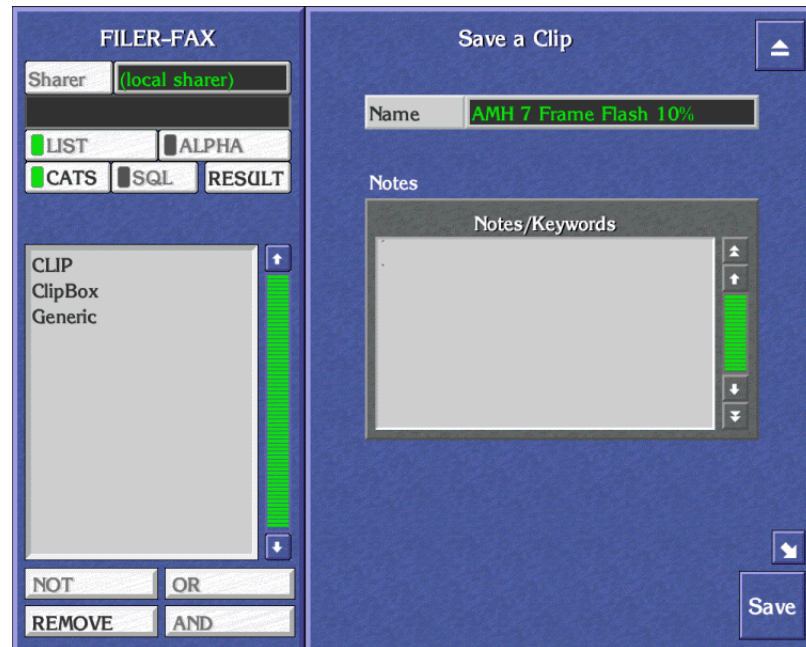 FILER-FAX
Sharer (local sharer)
LIST ALPHA
CATS SQL RESULT
CLIP
ClipBox
Generic
NOT OR
REMOVE AND
Save a Clip
Name AMH 7 Frame Flash 10%
Notes
Notes/Keywords
Save